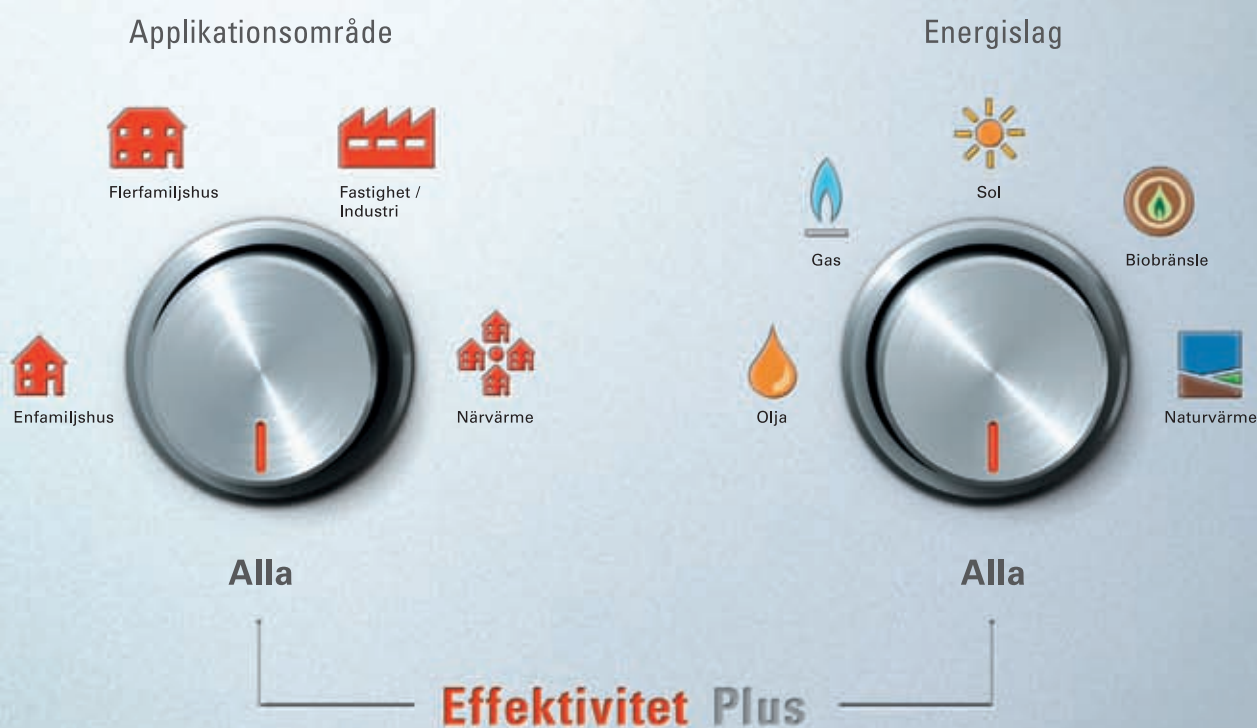 Applikationsområde
Energislag
Flerfamiljshus
Fastighet /
Industri
Sol
Gas
Biobränsle
Enfamiljshus
Närvärme
Olja
Naturvärme
Alla
Alla
Effektivitet Plus